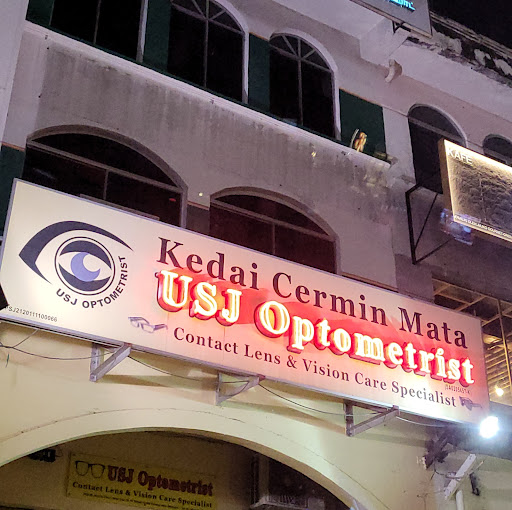 KAFE
Kedai Cermin Mata
USJ Optometrist
USJ OPTOMETRIST
Contact Lens & Vision Care Specialist
USJ Optometrist
Contact Lens & Vision Care Specialist